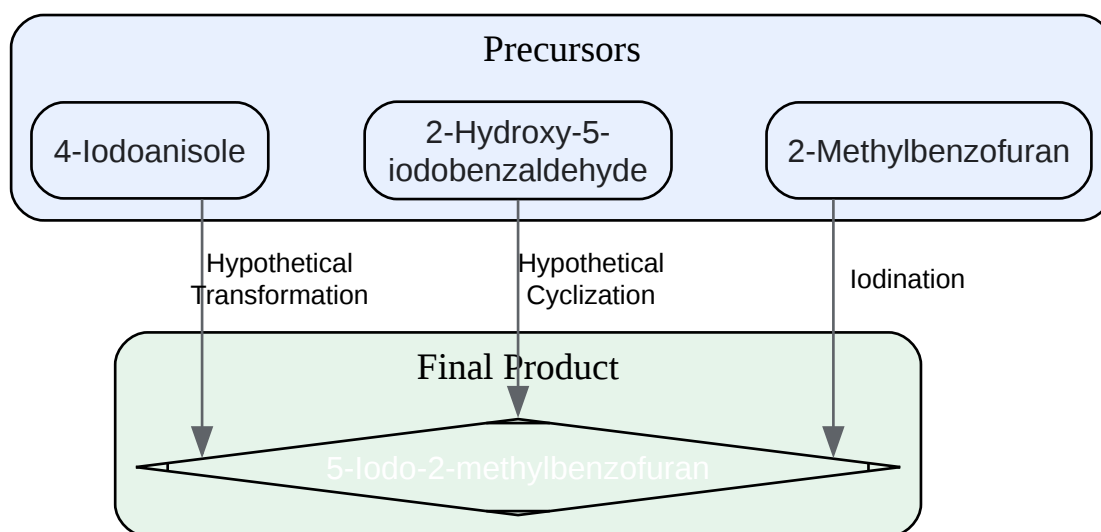 Precursors
4-Iodoanisole
2-Hydroxy-5-
iodobenzaldehyde
2-Methylbenzofuran
Hypothetical
Transformation
Hypothetical
Cyclization
Iodination
Final Product
5-Iodo-2-methylbenzofuran